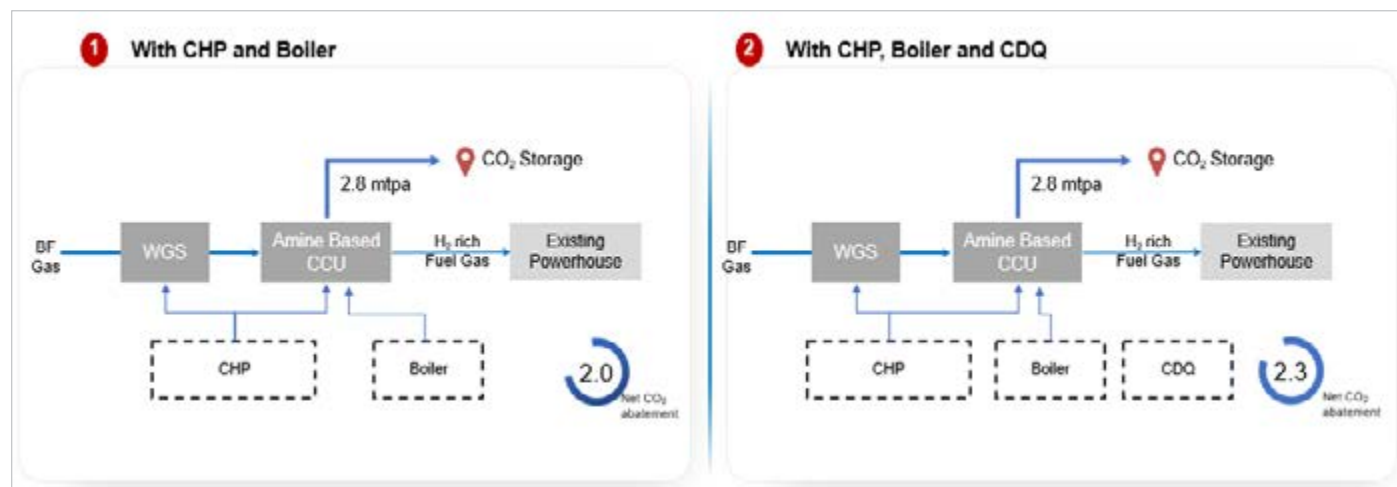 1 With CHP and Boiler
CO₂ Storage
2.8 mtpa
BF
Gas
WGS
Amine Based
CCU
H₂ rich
Fuel Gas
Existing
Powerhouse
CHP
Boiler
2.0
Net CO₂
abatement
2 With CHP, Boiler and CDQ
CO₂ Storage
2.8 mtpa
BF
Gas
WGS
Amine Based
CCU
H₂ rich
Fuel Gas
Existing
Powerhouse
CHP
Boiler
CDQ
2.3
Net CO₂
abatement